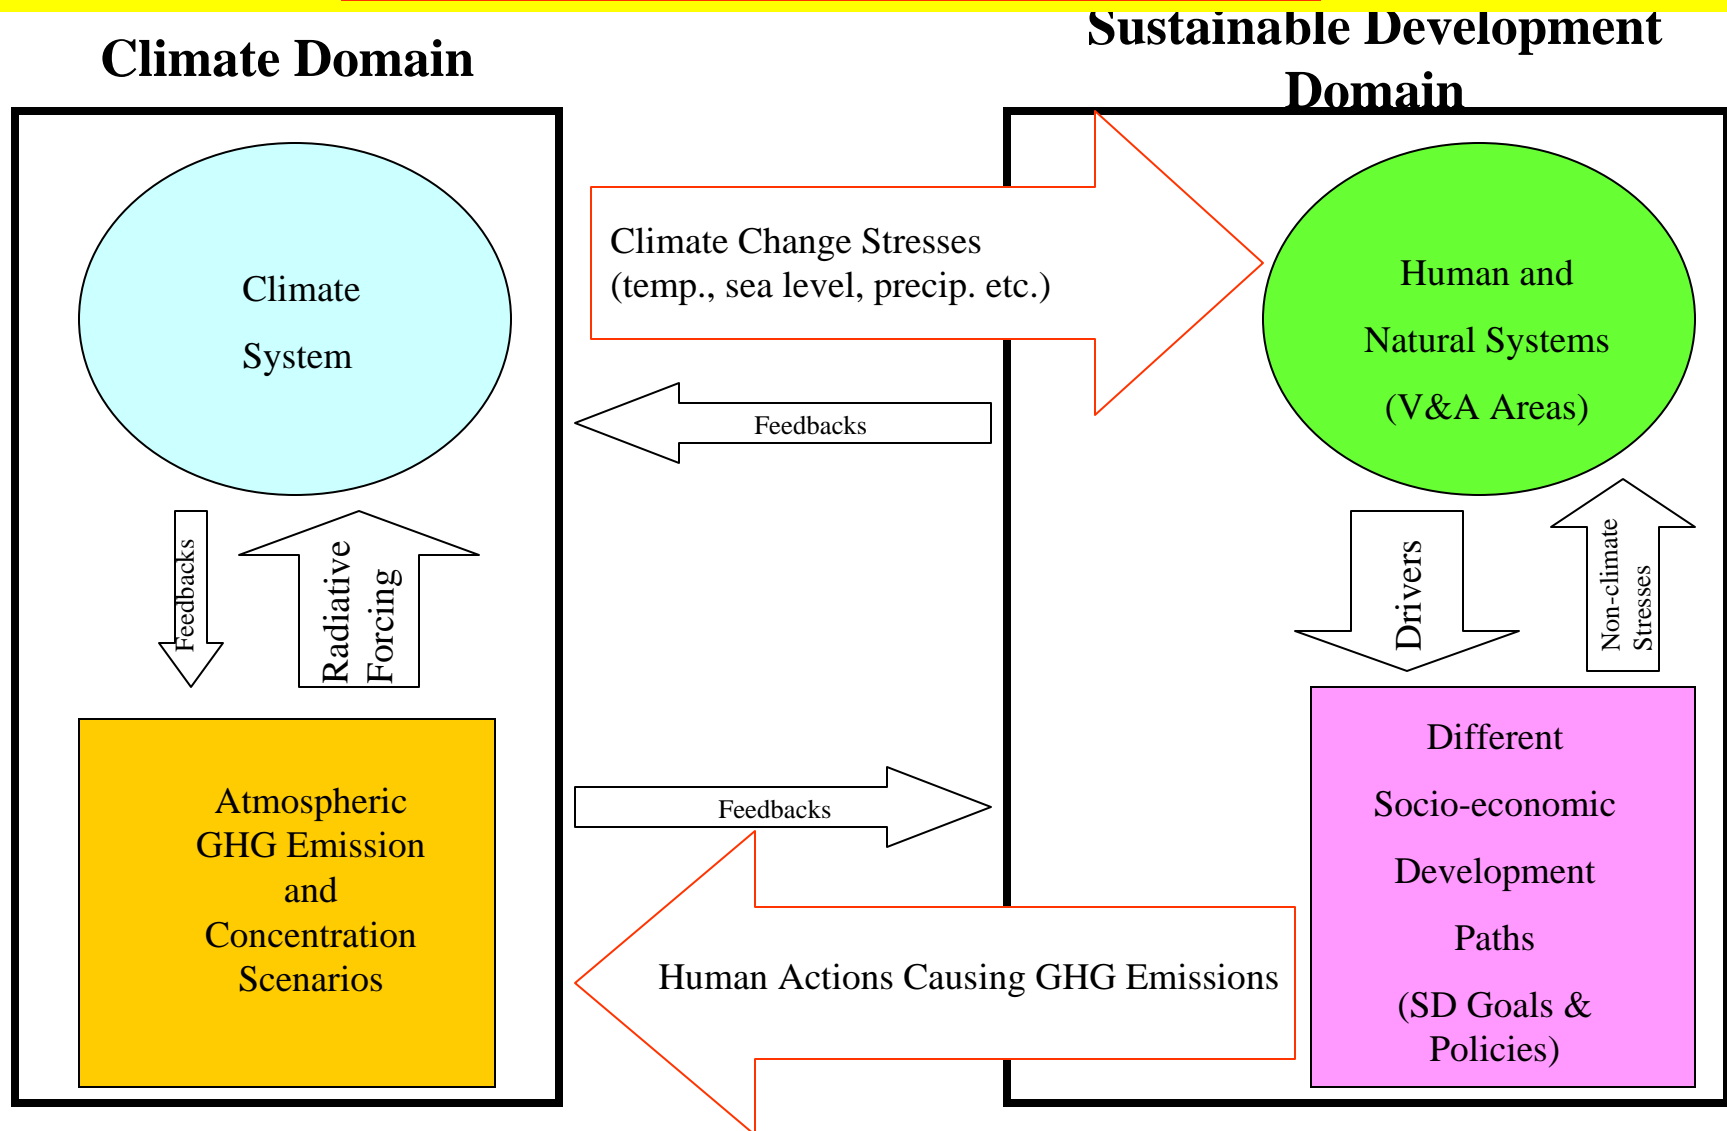 Sustainable Development
Domain
Climate Domain
Climate
System
Climate Change Stresses
(temp., sea level, precip. etc.)
Human and
Natural Systems
(V&A Areas)
Feedbacks
Feedbacks
Radiative
Forcing
Drivers
Non-climate
Stresses
Atmospheric
GHG Emission
and
Concentration
Scenarios
Feedbacks
Human Actions Causing GHG Emissions
Different
Socio-economic
Development
Paths
(SD Goals &
Policies)